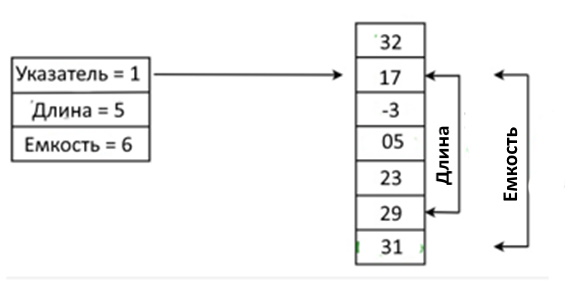 Указатель = 1
Длина = 5
Емкость = 6
32
17
-3
05
23
29
31
Длина
Емкость